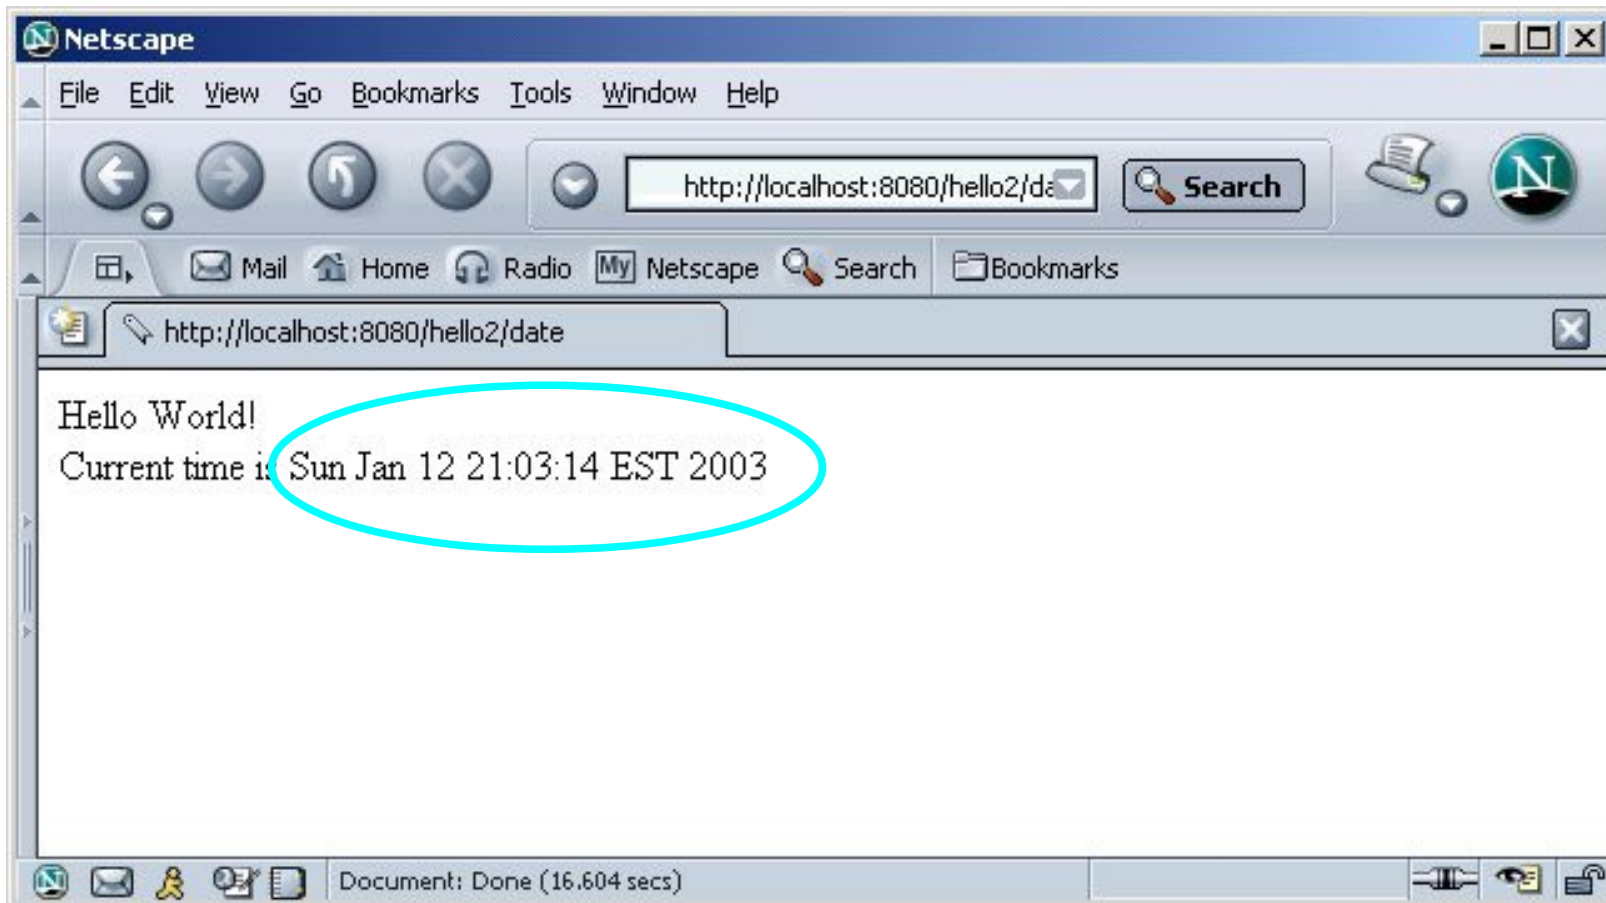 Netscape
File Edit View Go Bookmarks Tools Window Help
http://localhost:8080/hello2/da Search N
Mail Home Radio My Netscape Search Bookmarks
http://localhost:8080/hello2/date
Hello World!
Current time is Sun Jan 12 21:03:14 EST 2003
Document: Done (16.604 secs)